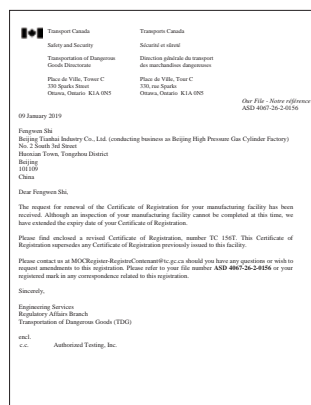 Transport Canada Transports Canada
Safety and Security Sécurité et sûreté
Transportation of Dangerous Direction générale du transport
Goods Directorate des marchandises dangereuses
Place de Ville, Tower C Place de Ville, Tour C
330 Sparks Street 330, rue Sparks
Ottawa, Ontario K1A 0N5 Ottawa, Ontario K1A 0N5
Our File - Notre référence
ASD 4067-26-2-0156
09 January 2019
Fengwen Shi
Beijing Tianhai Industry Co., Ltd. (conducting business as Beijing High Pressure Gas Cylinder Factory)
No. 2 South 3rd Street
Huoxian Town, Tongzhou District
Beijing
101109
China
Dear Fengwen Shi,
The request for renewal of the Certificate of Registration for your manufacturing facility has been
received. Although an inspection of your manufacturing facility cannot be completed at this time, we
have extended the expiry date of your Certificate of Registration.
Please find enclosed a revised Certificate of Registration, number TC 156T. This Certificate of
Registration supersedes any Certificate of Registration previously issued to this facility.
Please contact us at MOCRegister-RegistreContenant@tc.gc.ca should you have any questions or wish to
request amendments to this registration. Please refer to your file number ASD 4067-26-2-0156 or your
registered mark in any correspondence related to this registration.
Sincerely,
Engineering Services
Regulatory Affairs Branch
Transportation of Dangerous Goods (TDG)
encl.
c.c. Authorized Testing, Inc.